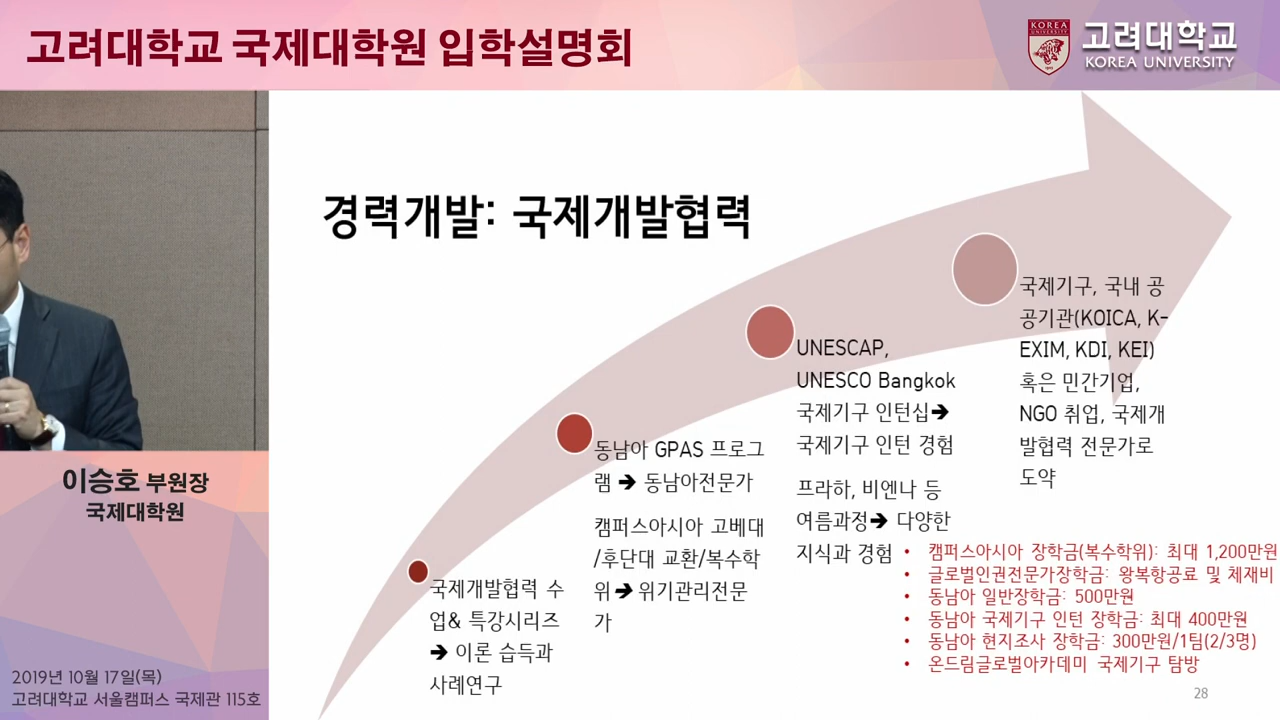 고려대학교 국제대학원 입학설명회
KOREA
UNIVERSITY
고려대학교
KOREA UNIVERSITY
경력개발: 국제개발협력
국제개발협력 수
업& 특강시리즈
➔ 이론 습득과
사례연구
동남아 GPAS 프로그
램 ➔ 동남아전문가
캠퍼스아시아 고베대
/후단대 교환/복수학
위➔ 위기관리전문
가
UNESCAP,
UNESCO Bangkok
국제기구 인턴십➔
국제기구 인턴 경험
프라하, 비엔나 등
여름과정➔ 다양한
지식과 경험
국제기구, 국내 공
공기관(KOICA, K-
EXIM, KDI, KEI)
혹은 민간기업,
NGO 취업, 국제개
발협력 전문가로
도약
• 캠퍼스아시아 장학금(복수학위): 최대 1,200만원
• 글로벌인권전문가장학금: 왕복항공료 및 체재비
• 동남아 일반장학금: 500만원
• 동남아 국제기구 인턴 장학금: 최대 400만원
• 동남아 현지조사 장학금: 300만원/1팀(2/3명)
• 온드림글로벌아카데미 국제기구 탐방
28
이승호 부원장
국제대학원
2019년 10월 17일(목)
고려대학교 서울캠퍼스 국제관 115호